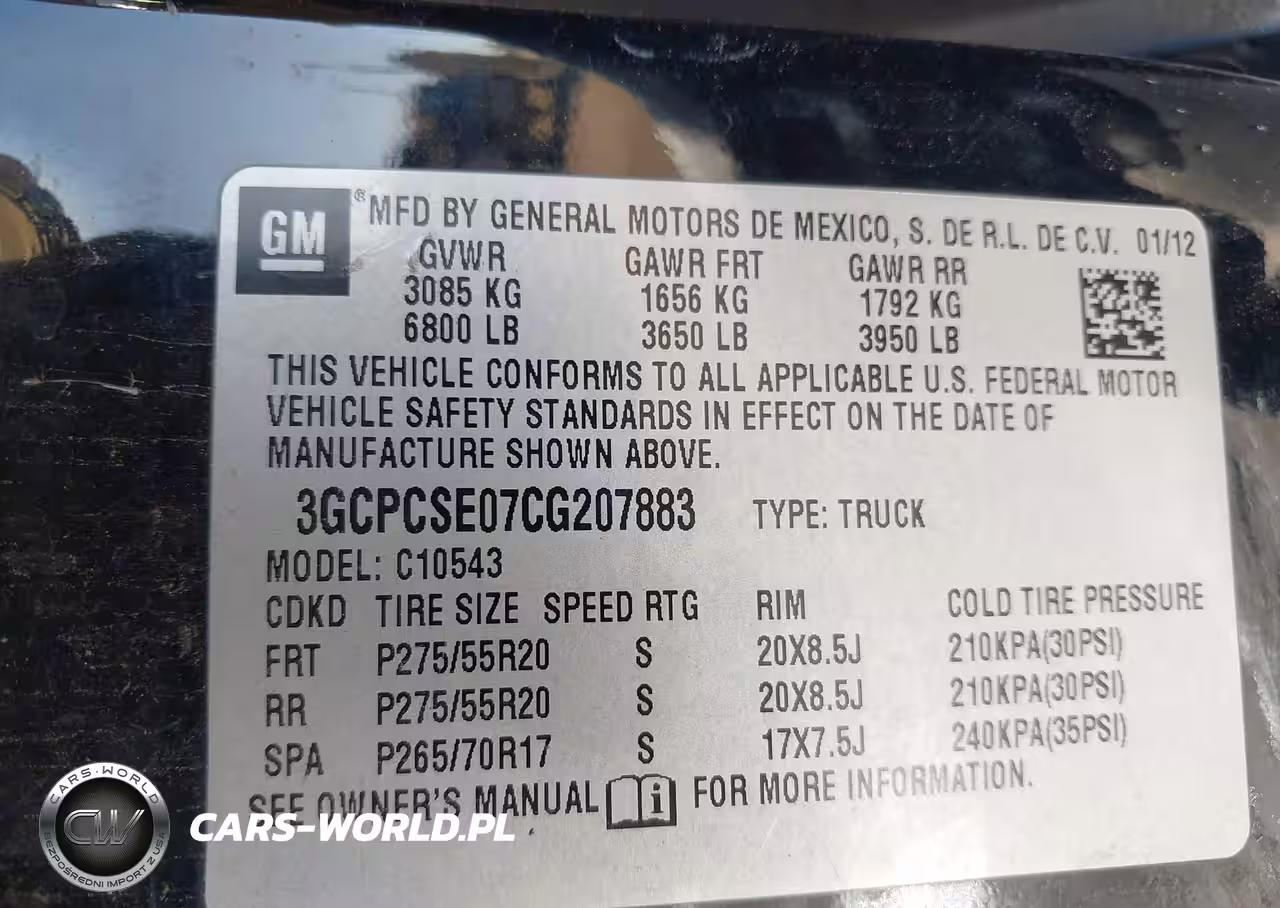 GM ® MFD BY GENERAL MOTORS DE MEXICO, S. DE R.L. DE C.V. 01/12
GVWR GAWR FRT GAWR RR
3085 KG 1656 KG 1792 KG
6800 LB 3650 LB 3950 LB
THIS VEHICLE CONFORMS TO ALL APPLICABLE U.S. FEDERAL MOTOR
VEHICLE SAFETY STANDARDS IN EFFECT ON THE DATE OF
MANUFACTURE SHOWN ABOVE.
3GCPCSE07CG207883 TYPE: TRUCK
MODEL: C10543
CDKD TIRE SIZE SPEED RTG RIM COLD TIRE PRESSURE
FRT P275/55R20 S 20X8.5J 210KPA(30PSI)
RR P275/55R20 S 20X8.5J 210KPA(30PSI)
SPA P265/70R17 S 17X7.5J 240KPA(35PSI)
SEE OWNER'S MANUAL i FOR MORE INFORMATION.
CARS-WORLD
CW
BEZPOŚREDNI IMPORT Z USA
CARS-WORLD.PL